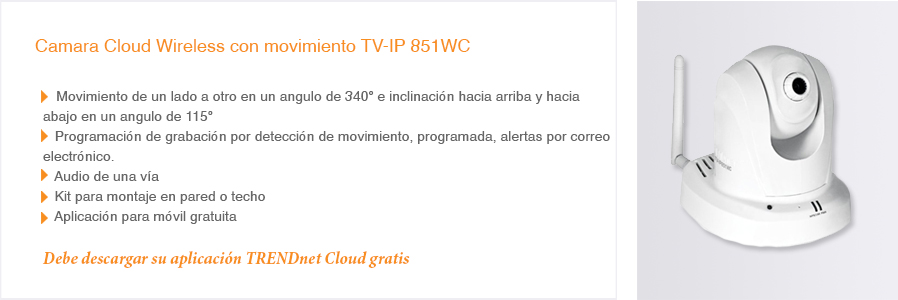 Camara Cloud Wireless con movimiento TV-IP 851WC
Movimiento de un lado a otro en un angulo de 340° e inclinación hacia arriba y hacia
abajo en un angulo de 115°
Programación de grabación por detección de movimiento, programada, alertas por correo
electrónico.
Audio de una vía
Kit para montaje en pared o techo
Aplicación para móvil gratuita
Debe descargar su aplicación TRENDnet Cloud gratis